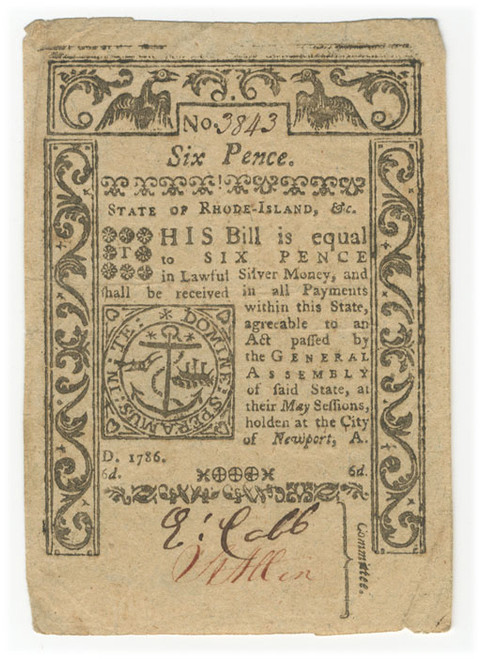 No. 3843
Six Pence.
STATE OF RHODE-ISLAND, &c.
THIS Bill is equal
to SIX PENCE
in Lawful Silver Money, and
shall be received in all Payments
within this State,
agreeable to an
Act passed by
the GENERAL
ASSEMBLY
of said State, at
their May Sessions,
holden at the City
of Newport, A.
D. 1786.
IN: TE: DOMINE: SPERAMUS:
6d. 6d.
E: Cobb
Allen
Committee.